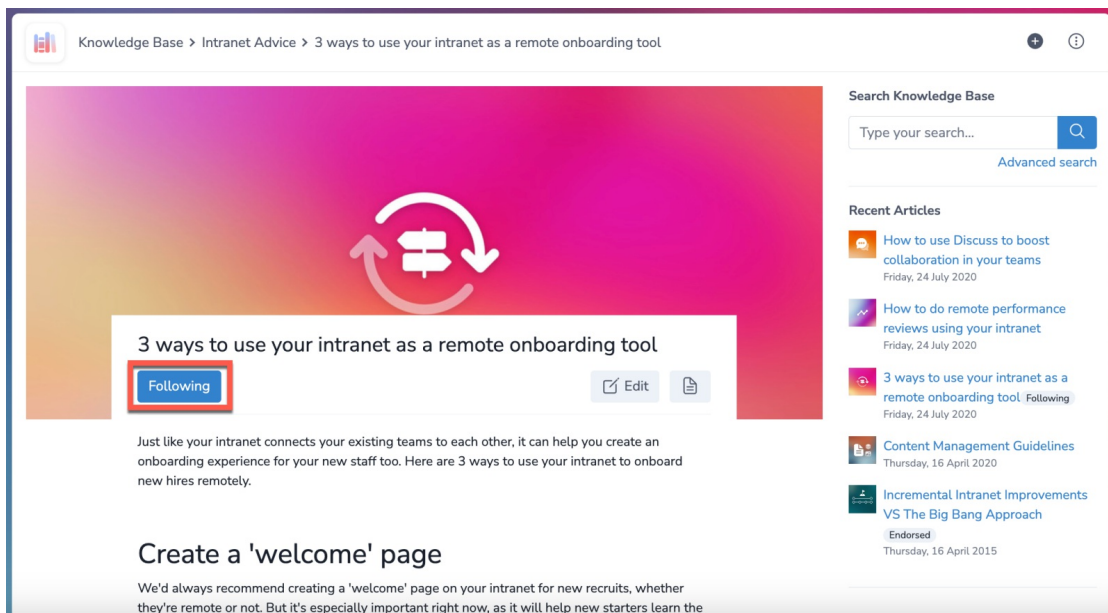 Knowledge Base > Intranet Advice > 3 ways to use your intranet as a remote onboarding tool
3 ways to use your intranet as a remote onboarding tool
Following
Edit
Just like your intranet connects your existing teams to each other, it can help you create an
onboarding experience for your new staff too. Here are 3 ways to use your intranet to onboard
new hires remotely.
Create a 'welcome' page
We'd always recommend creating a 'welcome' page on your intranet for new recruits, whether
they're remote or not. But it's especially important right now, as it will help new starters learn the
Search Knowledge Base
Type your search...
Advanced search
Recent Articles
How to use Discuss to boost
collaboration in your teams
Friday, 24 July 2020
How to do remote performance
reviews using your intranet
Friday, 24 July 2020
3 ways to use your intranet as a
remote onboarding tool Following
Friday, 24 July 2020
Content Management Guidelines
Thursday, 16 April 2020
Incremental Intranet Improvements
VS The Big Bang Approach
Endorsed
Thursday, 16 April 2015